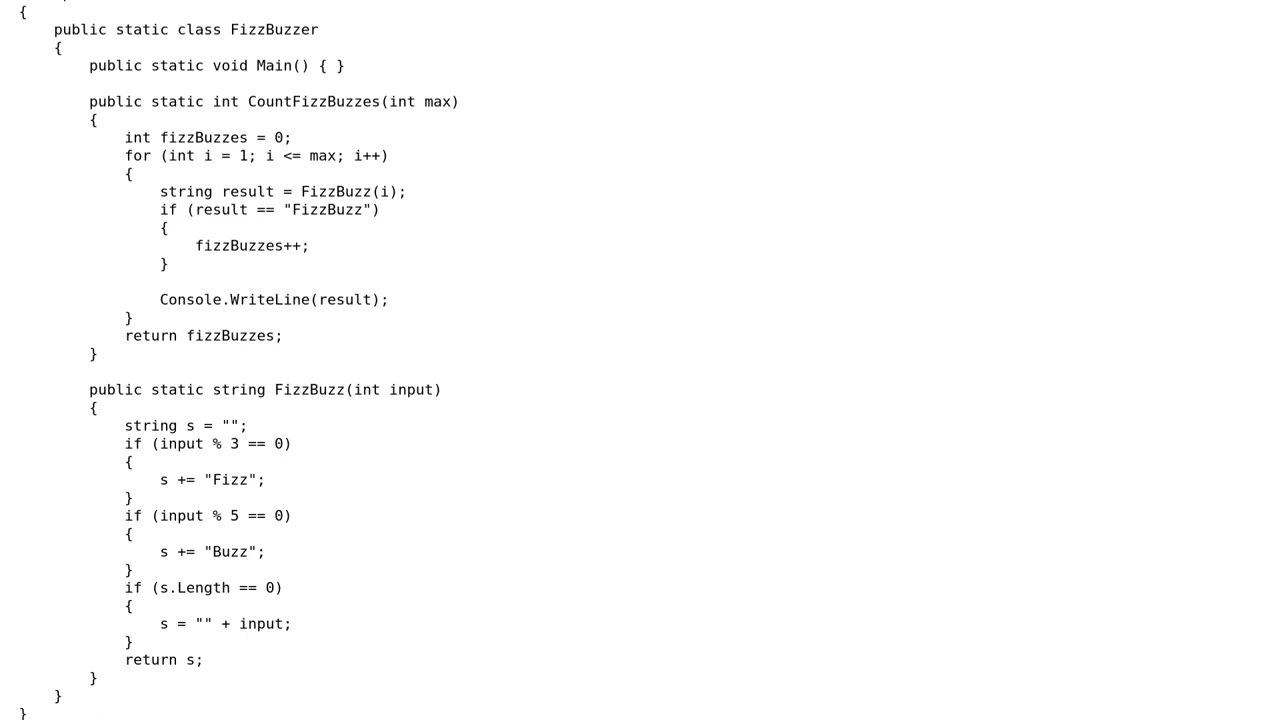 {
    public static class FizzBuzzer
    {
        public static void Main() { }

        public static int CountFizzBuzzes(int max)
        {
            int fizzBuzzes = 0;
            for (int i = 1; i <= max; i++)
            {
                string result = FizzBuzz(i);
                if (result == "FizzBuzz")
                {
                    fizzBuzzes++;
                }

                Console.WriteLine(result);
            }
            return fizzBuzzes;
        }

        public static string FizzBuzz(int input)
        {
            string s = "";
            if (input % 3 == 0)
            {
                s += "Fizz";
            }
            if (input % 5 == 0)
            {
                s += "Buzz";
            }
            if (s.Length == 0)
            {
                s = "" + input;
            }
            return s;
        }
    }
}